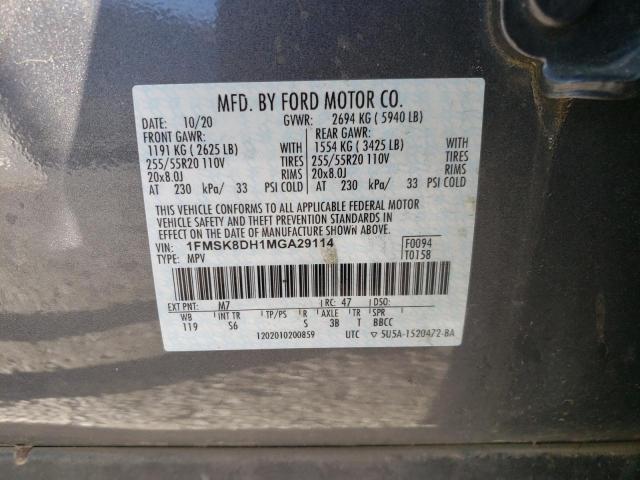 MFD. BY FORD MOTOR CO.
DATE: 10/20 GVWR: 2694 KG ( 5940 LB)
FRONT GAWR: REAR GAWR:
1191 KG ( 2625 LB) 1554 KG ( 3425 LB)
255/55R20 110V TIRES 255/55R20 110V TIRES
20x8.0J RIMS 20x8.0J RIMS
AT 230 kPa/ 33 PSI COLD AT 230 kPa/ 33 PSI COLD
THIS VEHICLE CONFORMS TO ALL APPLICABLE FEDERAL MOTOR
VEHICLE SAFETY AND THEFT PREVENTION STANDARDS IN
EFFECT ON THE DATE OF MANUFACTURE SHOWN ABOVE.
VIN: 1FMSK8DH1MGA29114 F0094
TYPE: MPV T0158
EXT PNT: M7 RC: 47 DSO:
WB INT TR TP/PS R AXLE TR SPR
119 S6 S 3B T BBCC
1202010200859 UTC ▽ 5U5A-1520472-BA